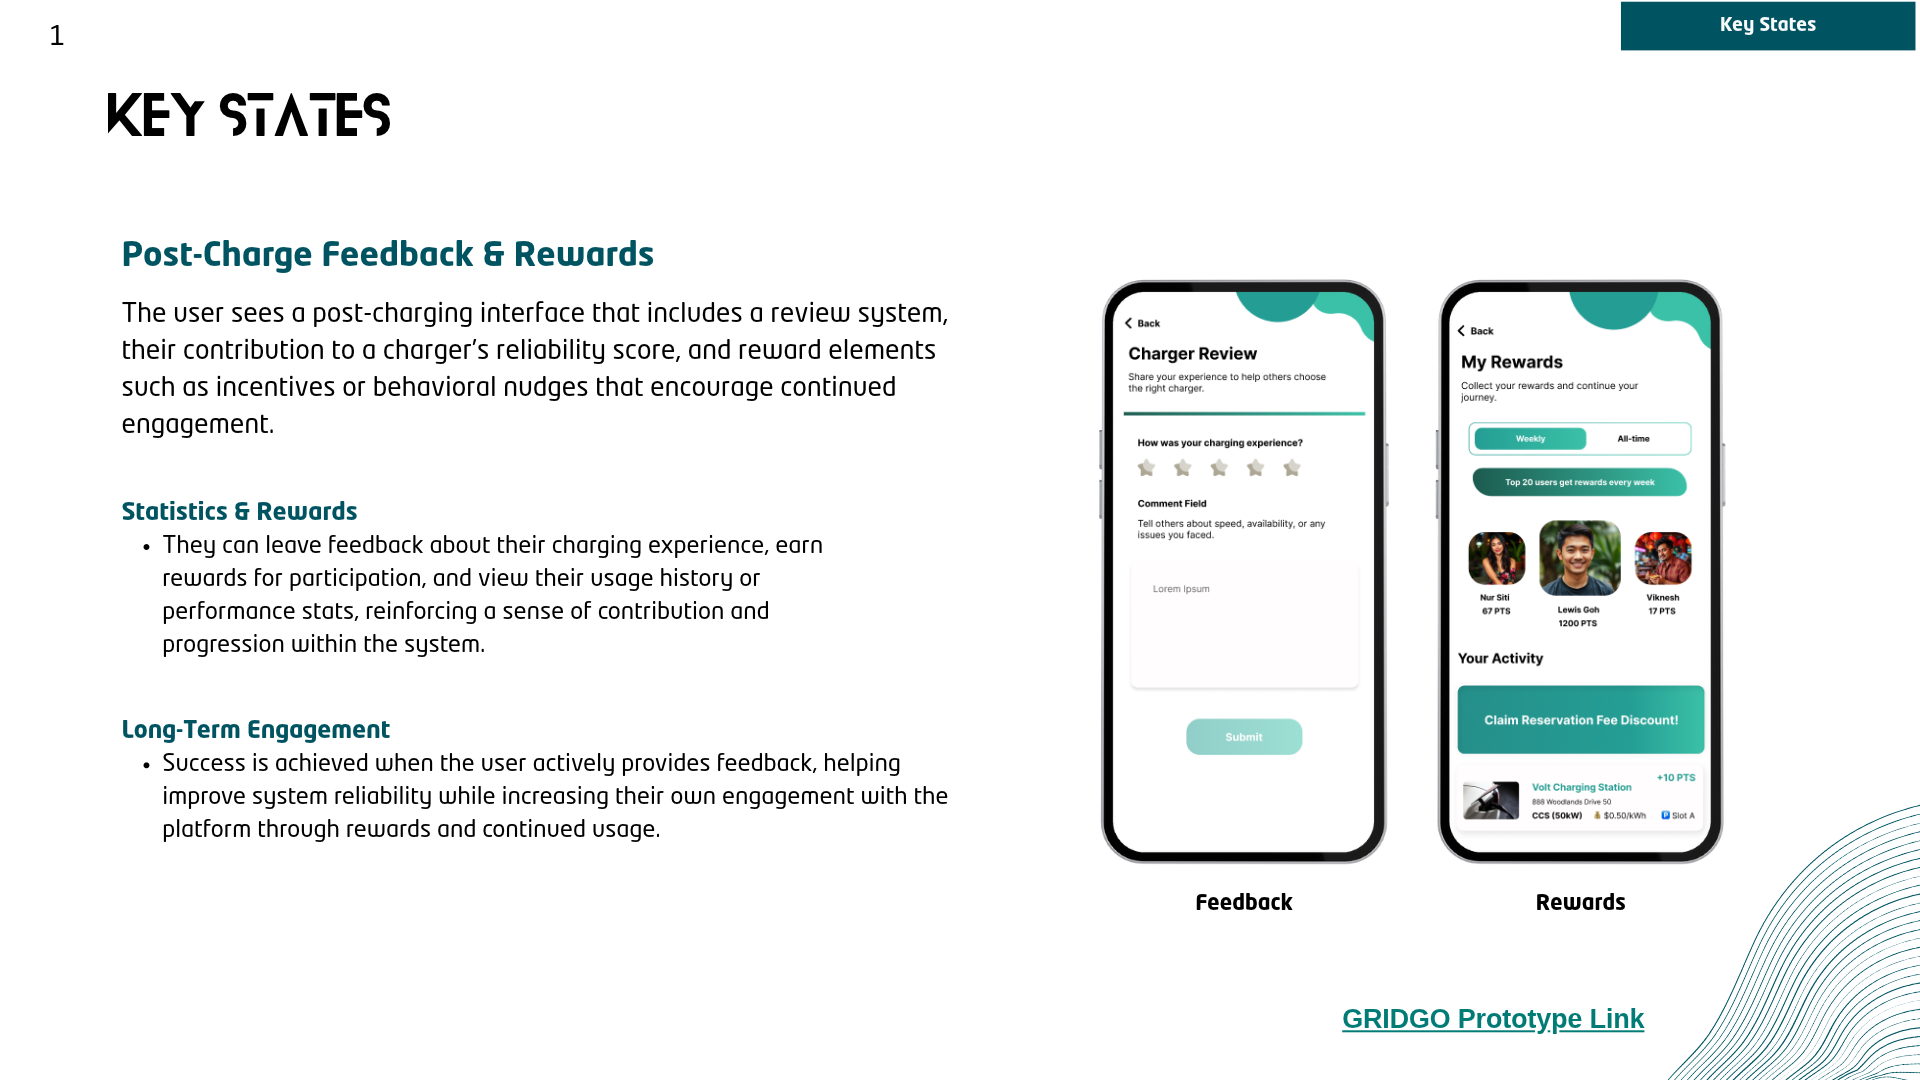 1
Key States
KEY STATES
Post-Charge Feedback & Rewards
The user sees a post-charging interface that includes a review system,
their contribution to a charger's reliability score, and reward elements
such as incentives or behavioral nudges that encourage continued
engagement.
Statistics & Rewards
• They can leave feedback about their charging experience, earn
rewards for participation, and view their usage history or
performance stats, reinforcing a sense of contribution and
progression within the system.
Long-Term Engagement
• Success is achieved when the user actively provides feedback, helping
improve system reliability while increasing their own engagement with the
platform through rewards and continued usage.
Back
Charger Review
Share your experience to help others choose
the right charger.
How was your charging experience?
Comment Field
Tell others about speed, availability, or any
issues you faced.
Lorem Ipsum
Submit
Feedback
Back
My Rewards
Collect your rewards and continue your
journey.
Weekly All-time
Top 20 users get rewards every week
Nur Siti
67 PTS
Lewis Goh
1200 PTS
Viknesh
17 PTS
Your Activity
Claim Reservation Fee Discount!
+10 PTS
Volt Charging Station
888 Woodlands Drive 50
CCS (50kW) $0.50/kWh P Slot A
Rewards
GRIDGO Prototype Link